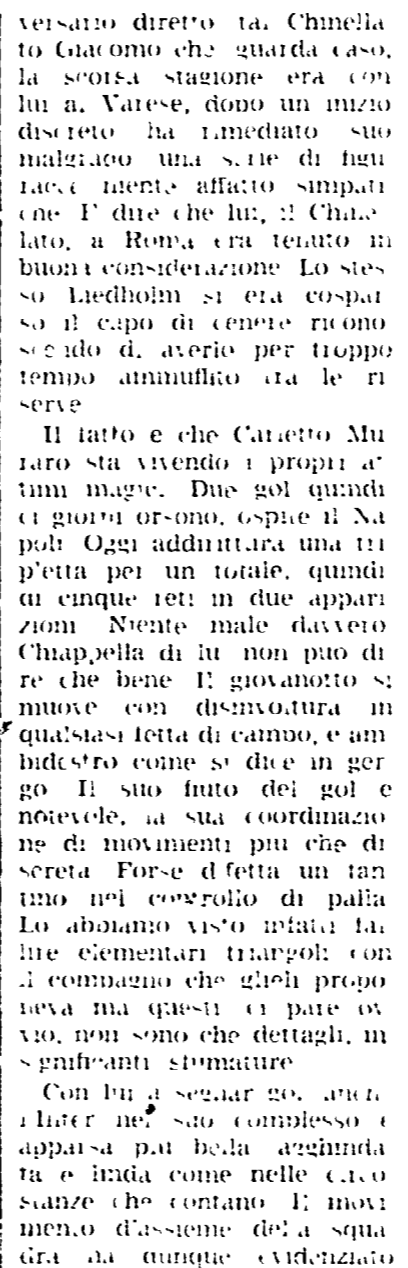 versario diretto tal Chinella
to Giacomo che guarda caso,
la scorsa stagione era con
lui a. Varese, dopo un inizio
discreto ha rimediato suo
malgrado una serie di figu
racce niente affatto simpati
che E' dire che lui, il Chine
lato, a Roma era tenuto in
buona considerazione Lo stes
so Liedholm si era cospar
so il capo di cenere ricono
scendo di averlo per troppo
tempo ammuffito tra le ri
serve
Il fatto e che Carletto Mu
raro sta vivendo i propri at
timi magic. Due gol quindi
ci giorni orsono, ospite il Na
poli Oggi addirittura una tri
p'etta per un totale, quindi
di cinque reti in due appari
zioni Niente male davvero
Chiappella di lui non puo di
re che bene Il giovanotto si
muove con disinvoltura in
qualsiasi fetta di campo, e am
bidestro come si dice in ger
go Il suo fiuto del gol e
notevole, la sua coordinazio
ne di movimenti piu che di
screta Forse difetta un tan
tino nel controllo di palla
Lo abbiamo visto infatti fal
lire elementari triangoli con
il compagno che glieli propo
neva ma questi ci pare ov
vio, non sono che dettagli, in
significanti sfumature
Con lui a segnar gol anch
l Inter nel suo complesso e
apparsa piu bella agghinda
ta e linda come nelle circo
stanze che contano Il movi
mento d'assieme della squa
dra ha dunque evidenziato